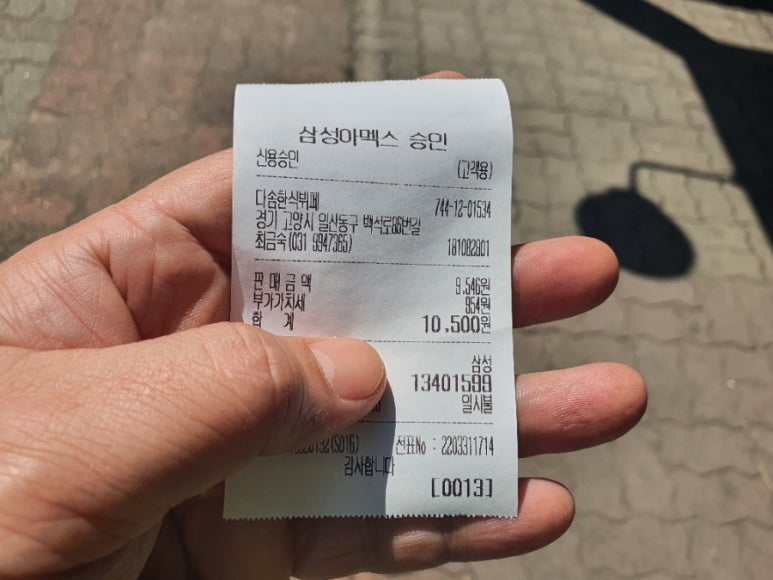 삼성아멕스 승인
신용승인 (고객용)
다솜한식뷔페 744-12-01534
경기 고양시 일산동구 백석로86번길
최금숙(031 9947365) 181082801
판매금액 9,546원
부가가치세 954원
합 계 10,500원
삼성
13401599
일시불
전표No : 2203311714
감사합니다
[0013]